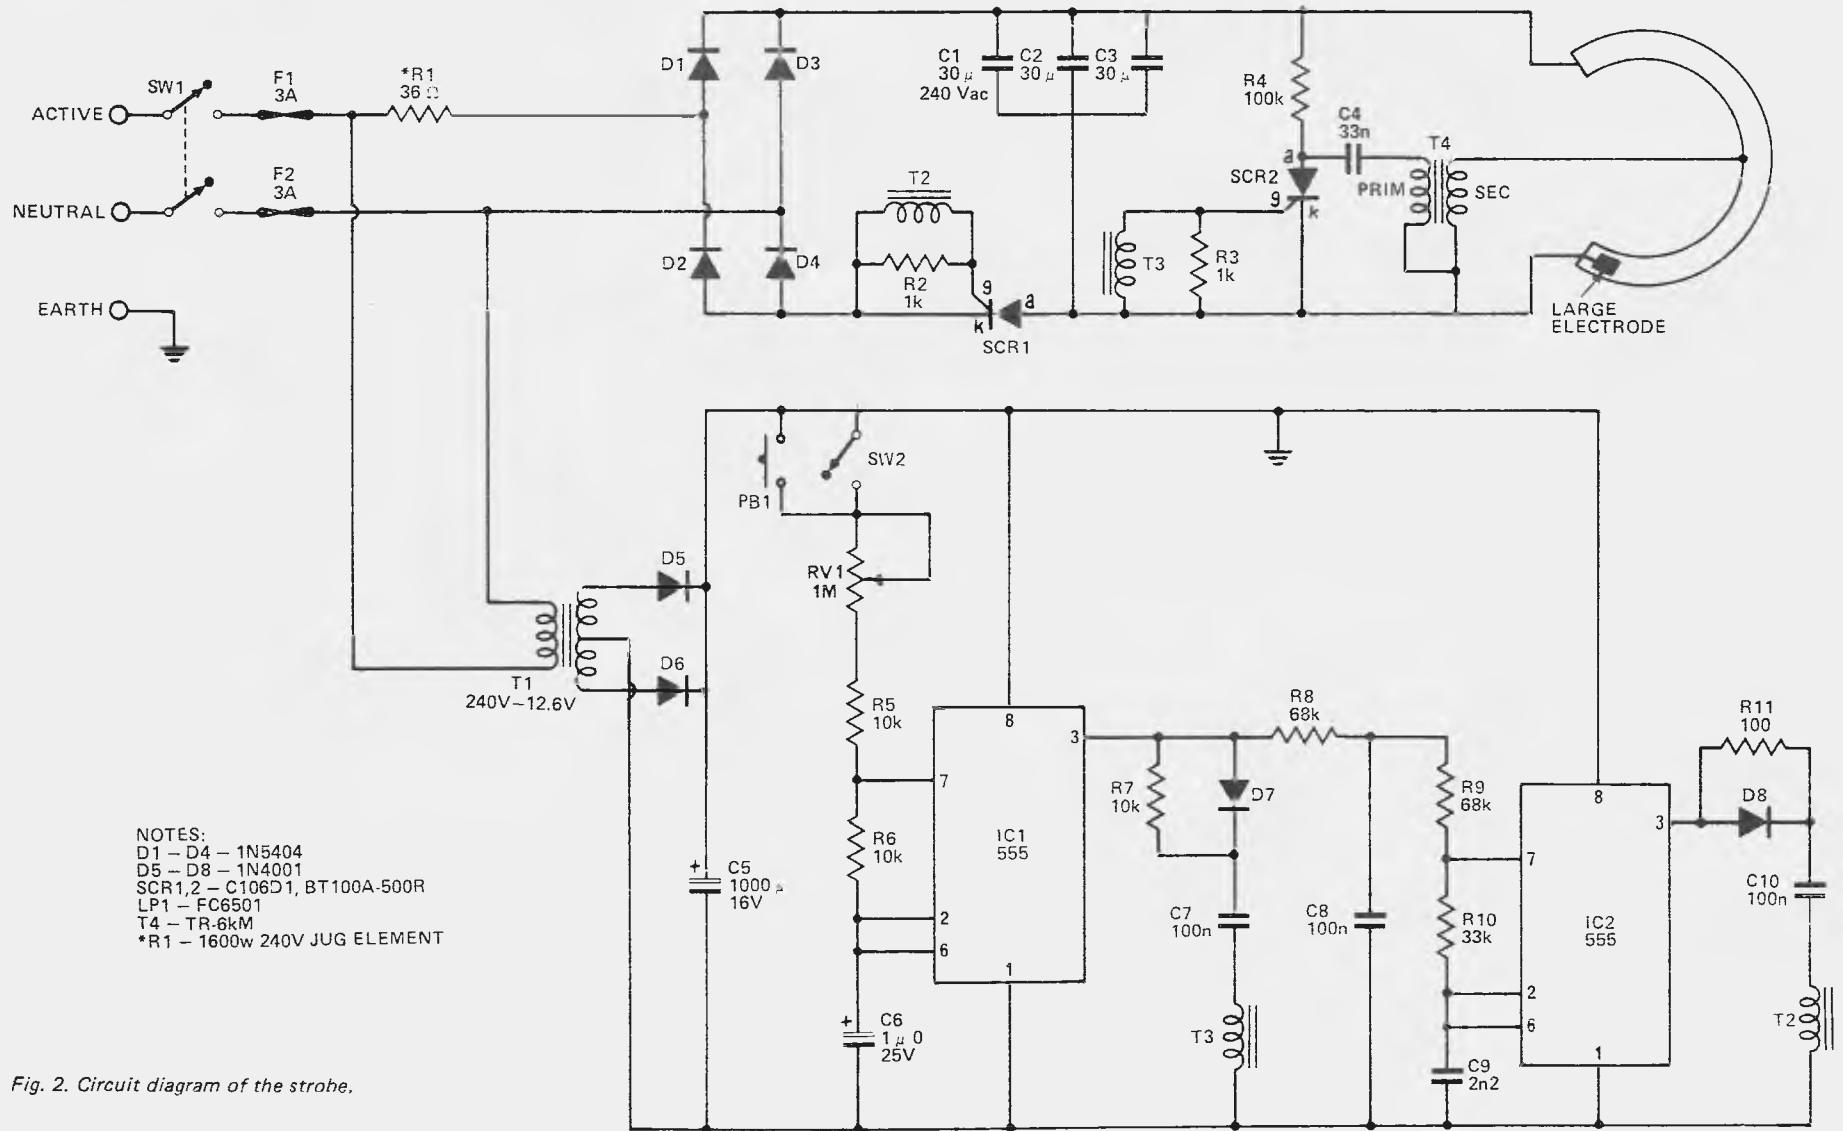 SW1
F1
3A
*R1
36 Ω
ACTIVE
F2
3A
NEUTRAL
EARTH
D1
D3
D2
D4
C1
30 µ
240 Vac
C2
30 µ
C3
30 µ
R4
100k
C4
33n
T4
PRIM
SEC
a
SCR2
g
k
T2
R2
1k
g
k
a
SCR1
T3
R3
1k
LARGE
ELECTRODE
PB1
SW2
RV1
1M
D5
D6
T1
240V–12.6V
R5
10k
R6
10k
C5
1000 µ
16V
+
C6
1 µ 0
25V
+
8
3
7
IC1
555
2
6
1
R7
10k
D7
R8
68k
C7
100n
C8
100n
T3
R9
68k
R10
33k
C9
2n2
8
3
7
IC2
555
2
6
1
R11
100
D8
C10
100n
T2
NOTES:
D1 – D4 – 1N5404
D5 – D8 – 1N4001
SCR1,2 – C106D1, BT100A-500R
LP1 – FC6501
T4 – TR-6kM
*R1 – 1600w 240V JUG ELEMENT
Fig. 2. Circuit diagram of the strobe.